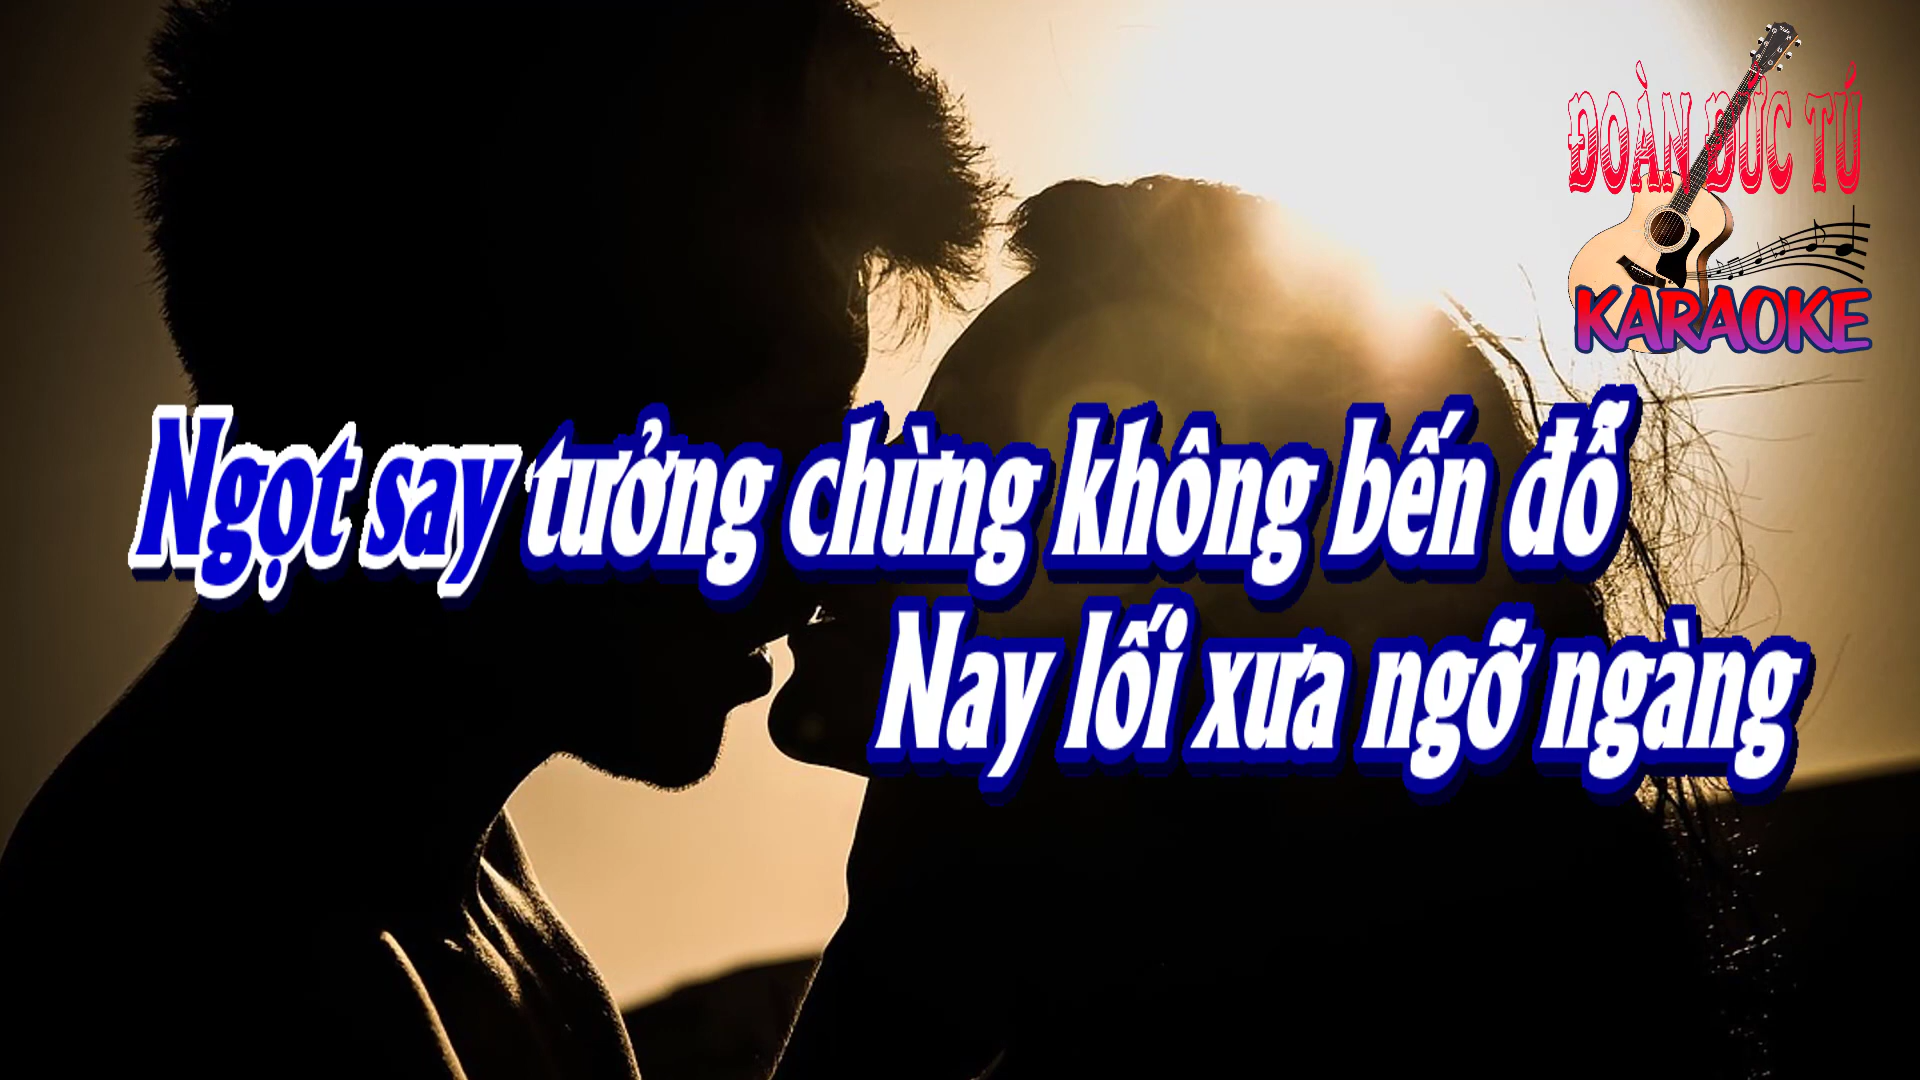 ĐOÀN ĐỨC TÚ
KARAOKE
Ngọt say tưởng chừng không bến đỗ
Nay lối xưa ngỡ ngàng